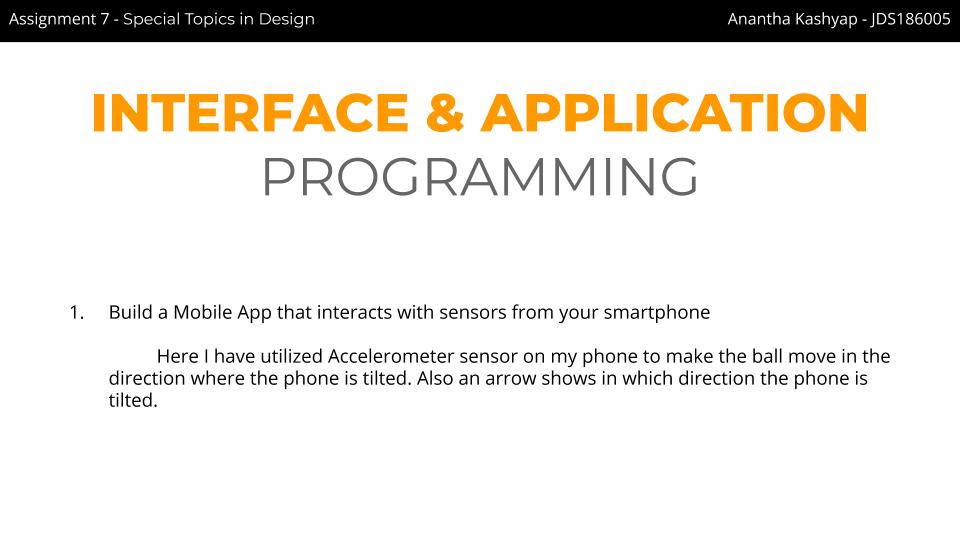 Assignment 7 - Special Topics in Design
Anantha Kashyap - JDS186005
INTERFACE & APPLICATION
PROGRAMMING
1. Build a Mobile App that interacts with sensors from your smartphone
Here I have utilized Accelerometer sensor on my phone to make the ball move in the
direction where the phone is tilted. Also an arrow shows in which direction the phone is
tilted.